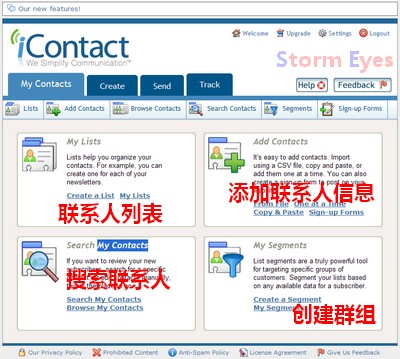 Our new features!
iContact
We Simplify Communication™
Welcome Upgrade Settings Logout
Storm Eyes
My Contacts Create Send Track
Help Feedback
Lists Add Contacts Browse Contacts Search Contacts Segments Sign-up Forms
My Lists
Lists help you organize your
contacts. For example, you can
create one for each of your
newsletters.
Create a List My Lists
联系人列表
Add Contacts
It's easy to add contacts. Import
using a CSV file, copy and paste, or
add them one at a time. You can also
create a sign-up form to post on your
添加联系人信息
From File One at a Time
Copy & Paste Sign-up Forms
Search My Contacts
If you want to review your new
subscribers, search for a specific
搜索联系人
Search My Contacts
Browse My Contacts
My Segments
List segments are a truly powerful tool
for targeting specific groups of
customers. Segment your lists based
on any available data for a subscriber.
Create a Segment
My Segments
创建群组
Our Privacy Policy Prohibited Content Anti-Spam Policy License Agreement Give Us Feedback